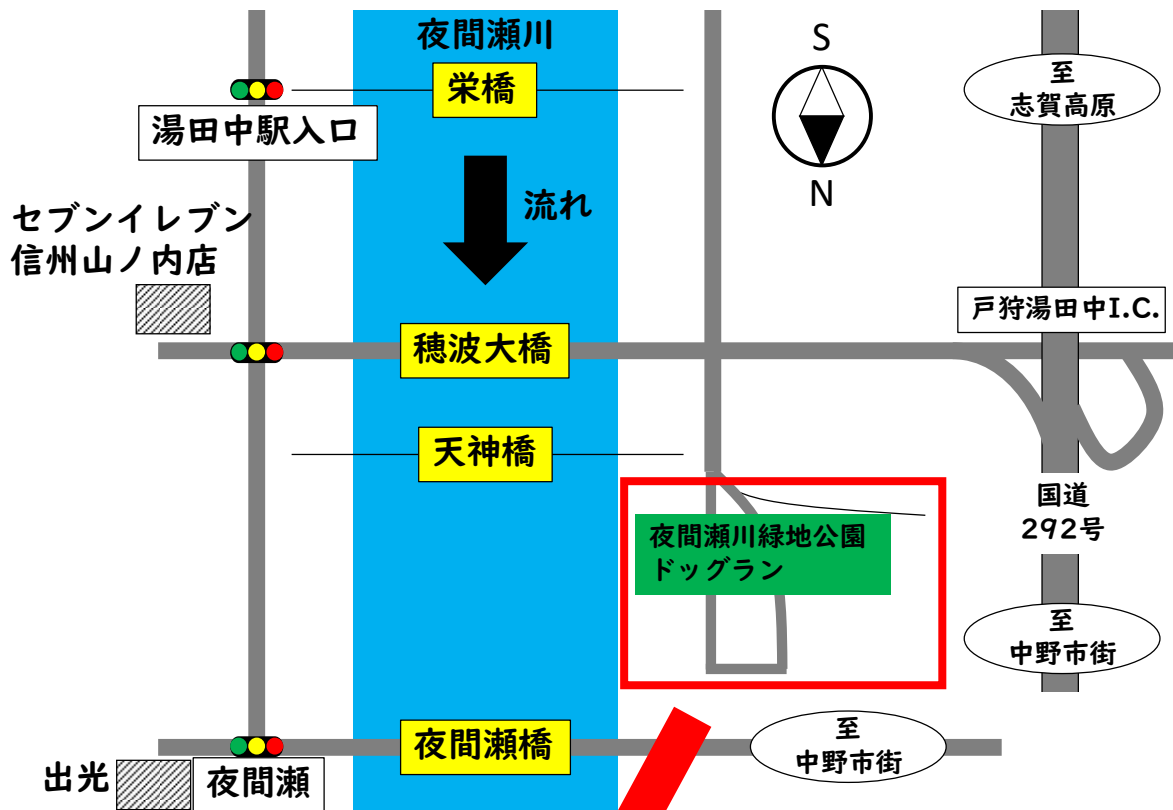 夜間瀬川
栄橋
S
至
志賀高原
湯田中駅入口
流れ
N
セブンイレブン
信州山ノ内店
戸狩湯田中I.C.
穂波大橋
天神橋
国道
292号
夜間瀬川緑地公園
ドッグラン
至
中野市街
夜間瀬橋
至
中野市街
出光
夜間瀬